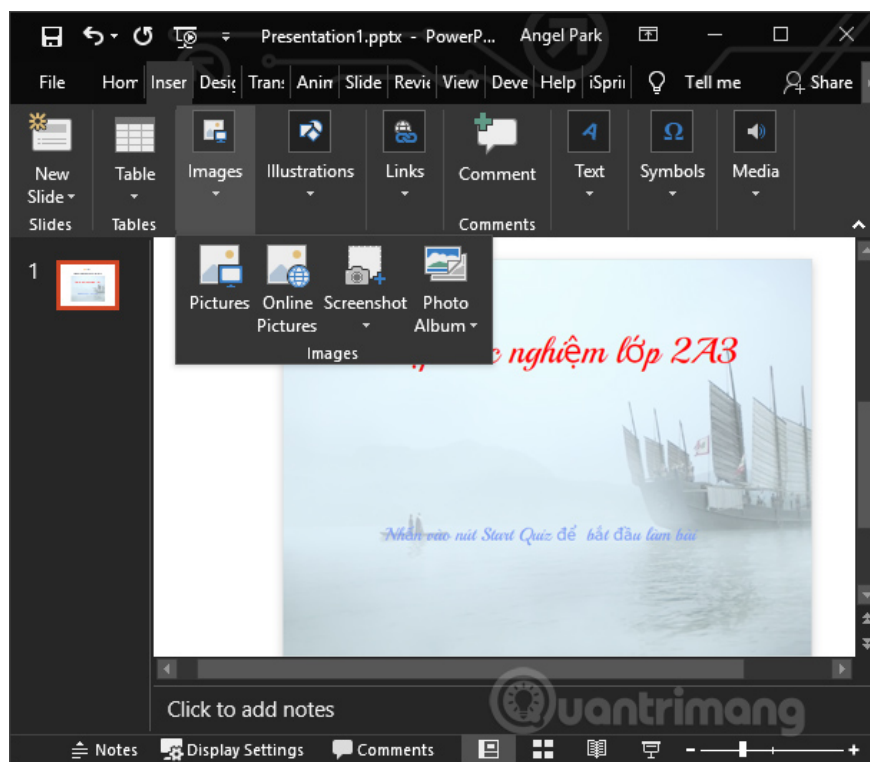 Presentation1.pptx - PowerP... Angel Park
File Hom Inser Desig Trans Anim Slide Revie View Deve Help iSprin Tell me Share
New Slide Table Images Illustrations Links Comment Text Symbols Media
Slides Tables Comments
1
Pictures Online Pictures Screenshot Photo Album
Images
nghiệm lớp 2A3
Nhấn vào nút Start Quiz để bắt đầu làm bai
Click to add notes
Quantrimang
Notes Display Settings Comments